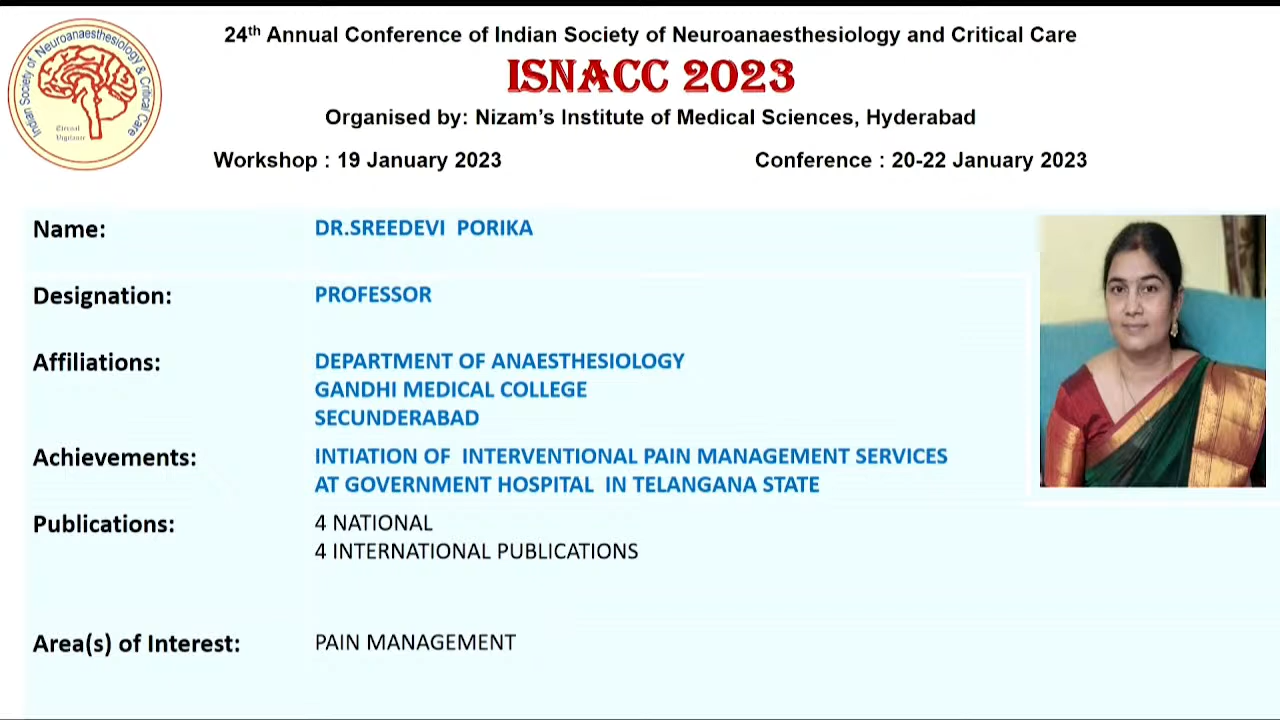 24th Annual Conference of Indian Society of Neuroanaesthesiology and Critical Care
ISNACC 2023
Organised by: Nizam's Institute of Medical Sciences, Hyderabad
Workshop : 19 January 2023
Conference : 20-22 January 2023
Indian Society of Neuroanaesthesiology & Critical Care
Eternal
Vigilance
Name: DR.SREEDEVI PORIKA
Designation: PROFESSOR
Affiliations: DEPARTMENT OF ANAESTHESIOLOGY
GANDHI MEDICAL COLLEGE
SECUNDERABAD
Achievements: INTIATION OF INTERVENTIONAL PAIN MANAGEMENT SERVICES
AT GOVERNMENT HOSPITAL IN TELANGANA STATE
Publications: 4 NATIONAL
4 INTERNATIONAL PUBLICATIONS
Area(s) of Interest: PAIN MANAGEMENT